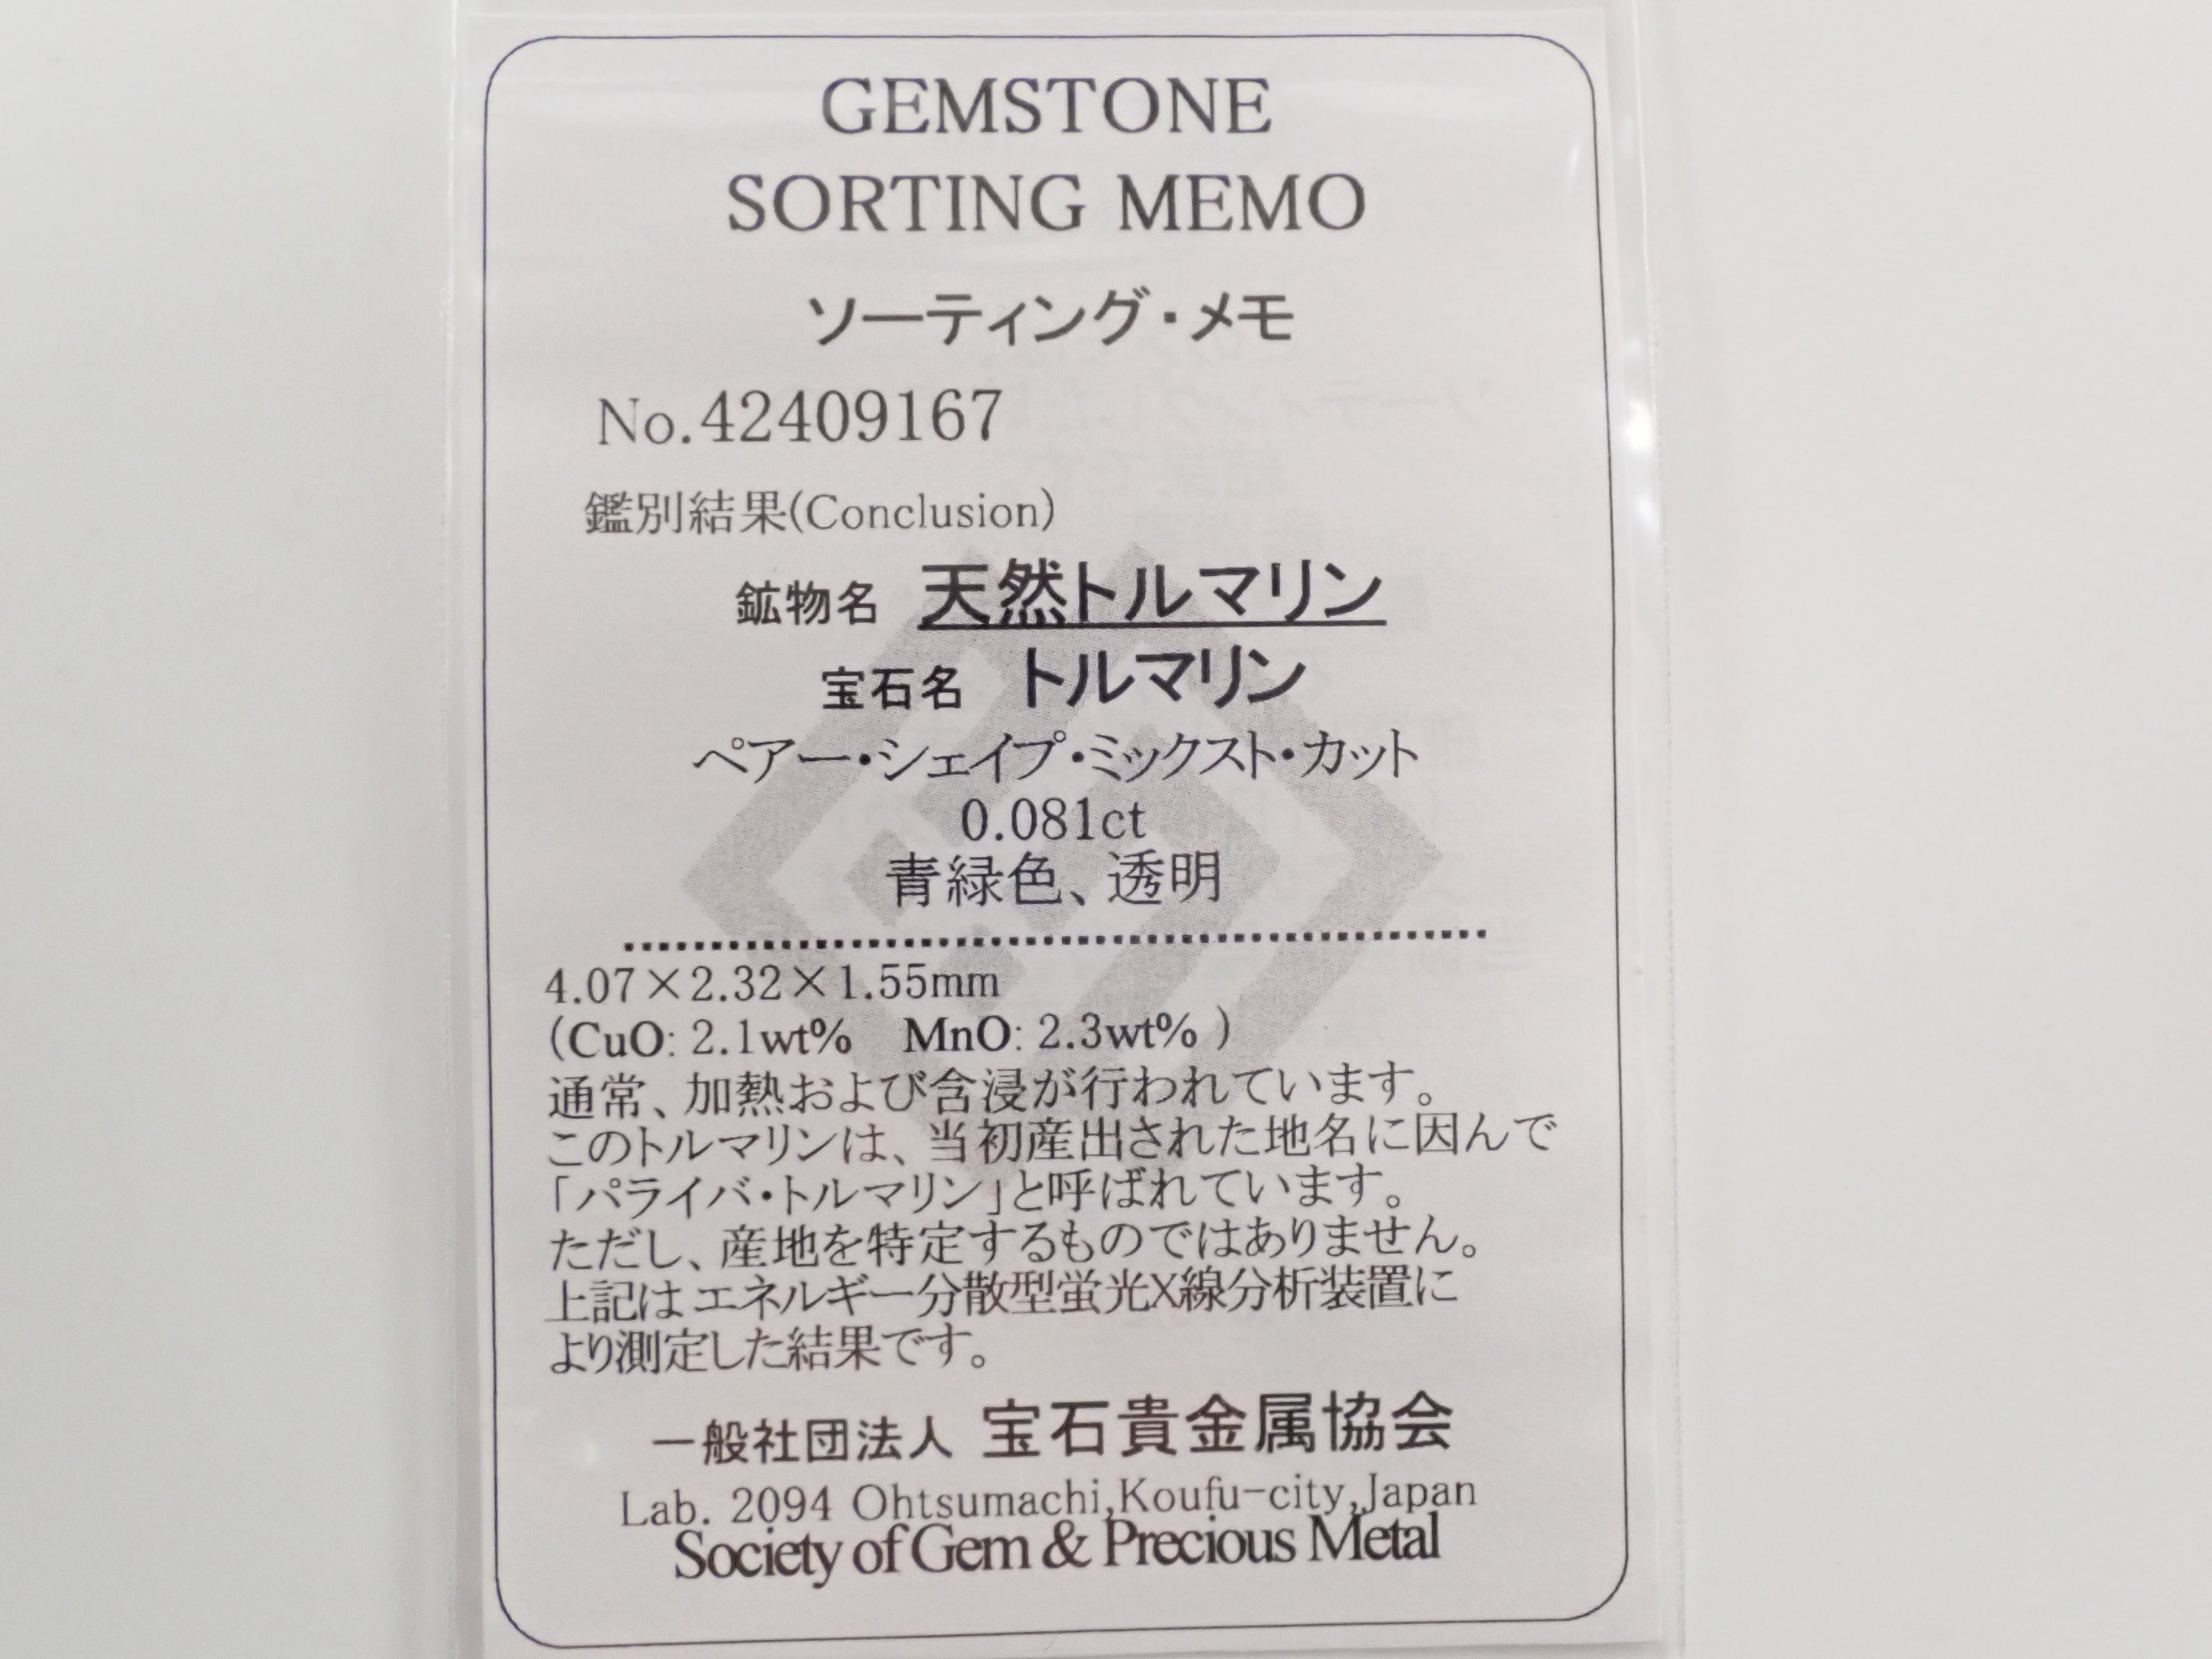 GEMSTONE
SORTING MEMO
ソーティング・メモ
No.42409167
鑑別結果(Conclusion)
鉱物名 天然トルマリン
宝石名 トルマリン
ペアー・シェイプ・ミックスト・カット
0.081ct
青緑色、透明
4.07×2.32×1.55mm
(CuO: 2.1wt% MnO: 2.3wt% )
通常、加熱および含浸が行われています。
このトルマリンは、当初産出された地名に因んで
「パライバ・トルマリン」と呼ばれています。
ただし、産地を特定するものではありません。
上記はエネルギー分散型蛍光X線分析装置に
より測定した結果です。
一般社団法人 宝石貴金属協会
Lab. 2094 Ohtsumachi,Koufu-city,Japan
Society of Gem & Precious Metal